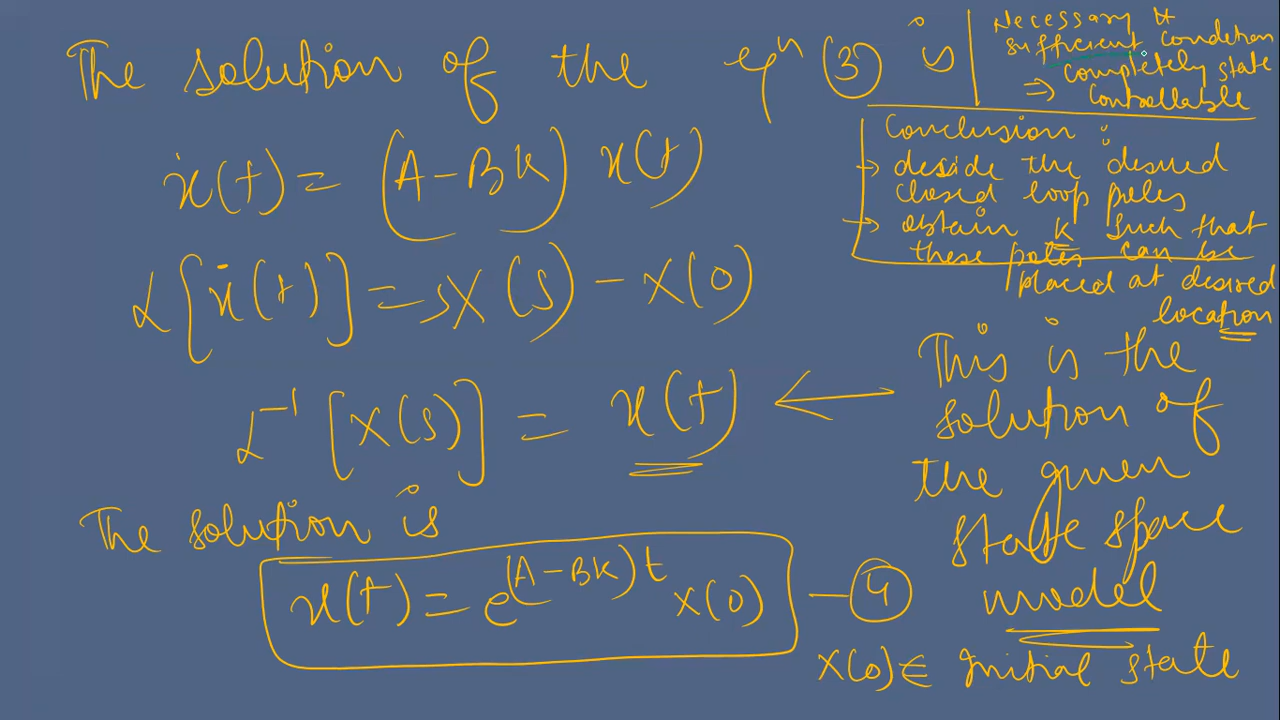 The solution of the eqn (3) is
ẋ(t) = (A-BK) x(t)
L[ẋ(t)] = sX(s) - X(0)
L⁻¹[X(s)] = x(t)
The solution is
x(t) = e^(A-BK)t X(0) - 4
Necessary &
sufficient condition
⇒ Completely state
Controllable
Conclusion
→ deside the desired
closed loop poles
→ obtain K such that
these poles can be
placed at desired
location
← This is the
solution of
the given
state space
model
X(0) ∈ Initial state